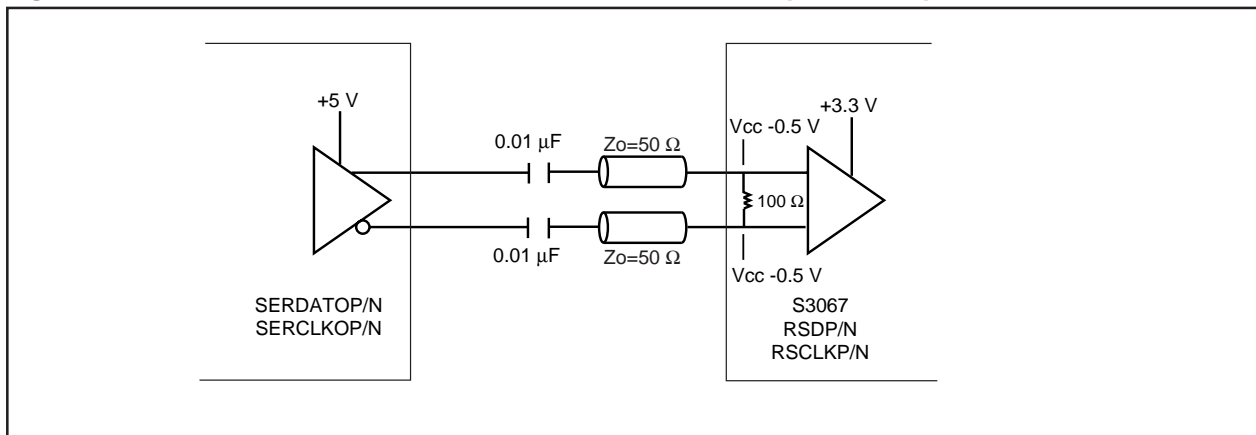 +5 V
0.01 μF
Zo=50 Ω
Vcc -0.5 V
+3.3 V
100 Ω
0.01 μF
Zo=50 Ω
Vcc -0.5 V
SERDATOP/N
SERCLKOP/N
S3067
RSDP/N
RSCLKP/N